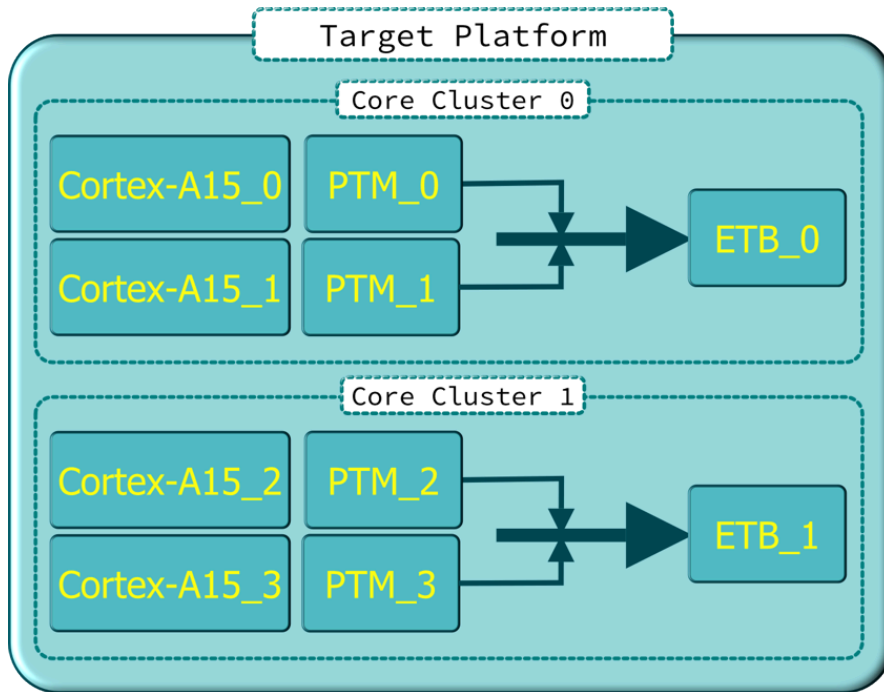 Target Platform
Core Cluster 0
Cortex-A15_0
PTM_0
Cortex-A15_1
PTM_1
ETB_0
Core Cluster 1
Cortex-A15_2
PTM_2
Cortex-A15_3
PTM_3
ETB_1